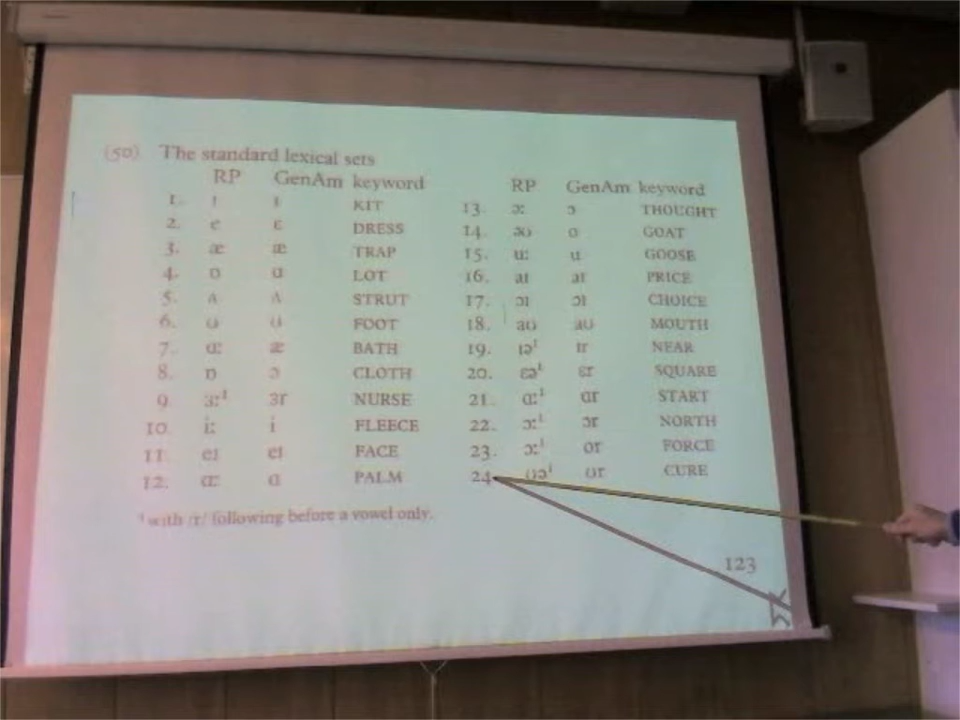 (50) The standard lexical sets
RP GenAm keyword RP GenAm keyword
1. ɪ ɪ KIT 13. ɔː ɔ THOUGHT
2. e ɛ DRESS 14. əʊ o GOAT
3. æ æ TRAP 15. uː u GOOSE
4. ɒ ɑ LOT 16. aɪ aɪ PRICE
5. ʌ ʌ STRUT 17. ɔɪ ɔɪ CHOICE
6. ʊ ʊ FOOT 18. aʊ aʊ MOUTH
7. ɑː æ BATH 19. ɪə¹ ɪr NEAR
8. ɒ ɔ CLOTH 20. ɛə¹ ɛr SQUARE
9. ɜː¹ ɜr NURSE 21. ɑː¹ ɑr START
10. iː i FLEECE 22. ɔː¹ ɔr NORTH
11. eɪ eɪ FACE 23. ɔː¹ or FORCE
12. ɑː ɑ PALM 24. ʊə¹ ʊr CURE
¹ with /r/ following before a vowel only.
123